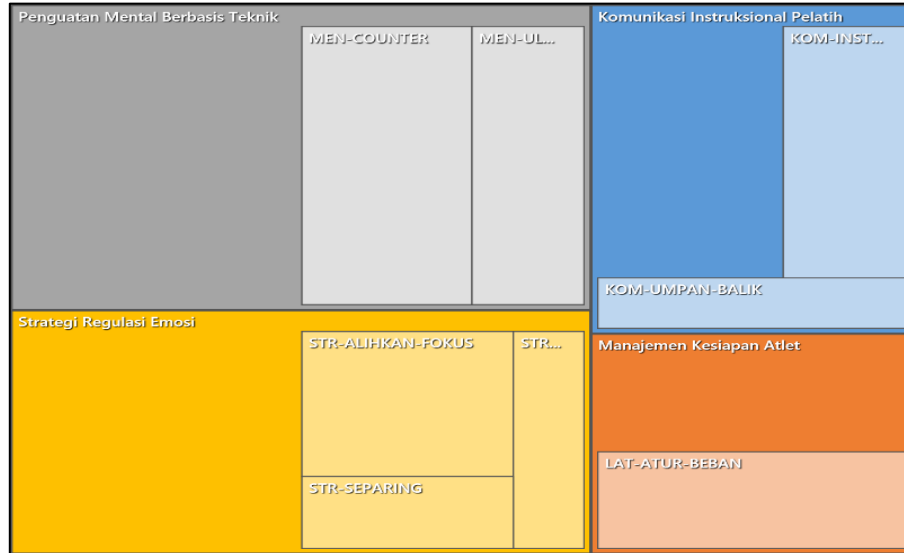 Penguatan Mental Berbasis Teknik
MEN-COUNTER
MEN-UL...
Komunikasi Instruksional Pelatih
KOM-INST...
KOM-UMPAN-BALIK
Strategi Regulasi Emosi
STR-ALIHKAN-FOKUS
STR...
STR-SEPARING
Manajemen Kesiapan Atlet
LAT-ATUR-BEBAN